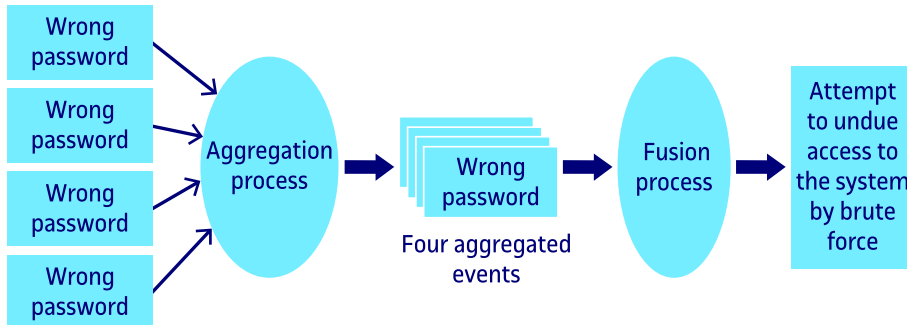 Wrong
password
Wrong
password
Wrong
password
Wrong
password
Aggregation
process
Wrong
password
Four aggregated
events
Fusion
process
Attempt
to undue
access to
the system
by brute
force